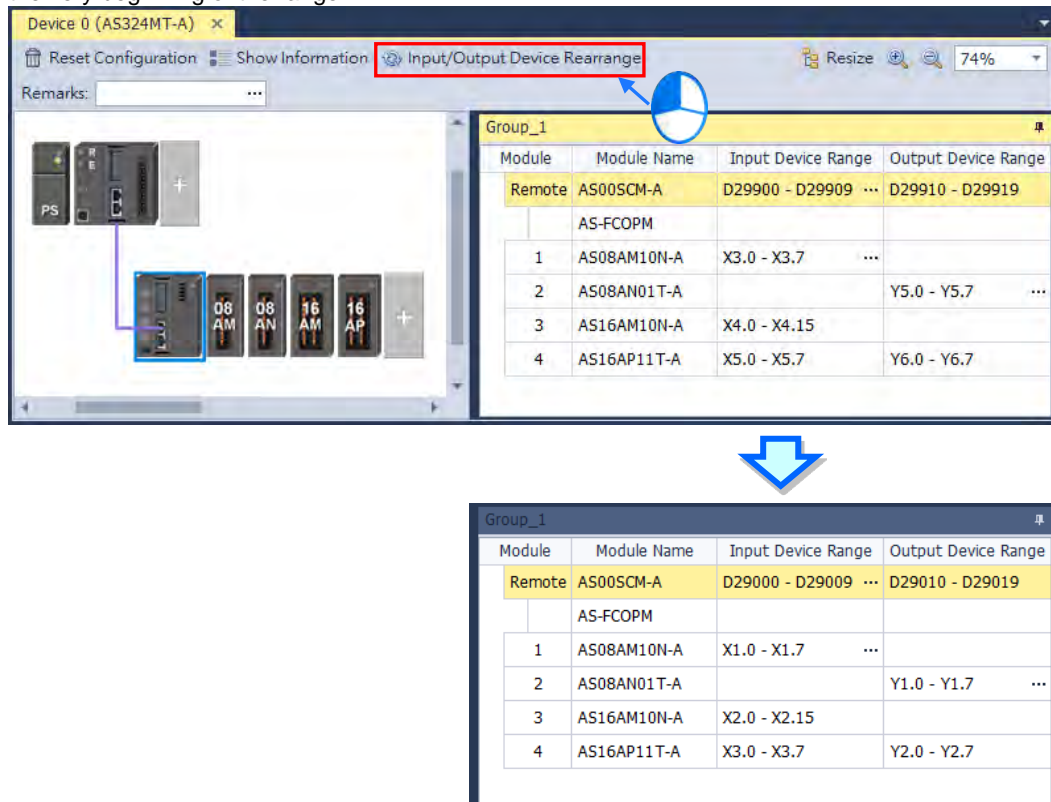 Device 0 (AS324MT-A) ×
Reset Configuration Show Information Input/Output Device Rearrange Resize 74%
Remarks: ...
Group_1
Module Module Name Input Device Range Output Device Range
Remote AS00SCM-A D29900 - D29909 ... D29910 - D29919
AS-FCOPM
1 AS08AM10N-A X3.0 - X3.7 ...
2 AS08AN01T-A Y5.0 - Y5.7 ...
3 AS16AM10N-A X4.0 - X4.15
4 AS16AP11T-A X5.0 - X5.7 Y6.0 - Y6.7
R
E
PS
+
08 08 16 16
AM AN AM AP
+
Group_1
Module Module Name Input Device Range Output Device Range
Remote AS00SCM-A D29000 - D29009 ... D29010 - D29019
AS-FCOPM
1 AS08AM10N-A X1.0 - X1.7 ...
2 AS08AN01T-A Y1.0 - Y1.7 ...
3 AS16AM10N-A X2.0 - X2.15
4 AS16AP11T-A X3.0 - X3.7 Y2.0 - Y2.7